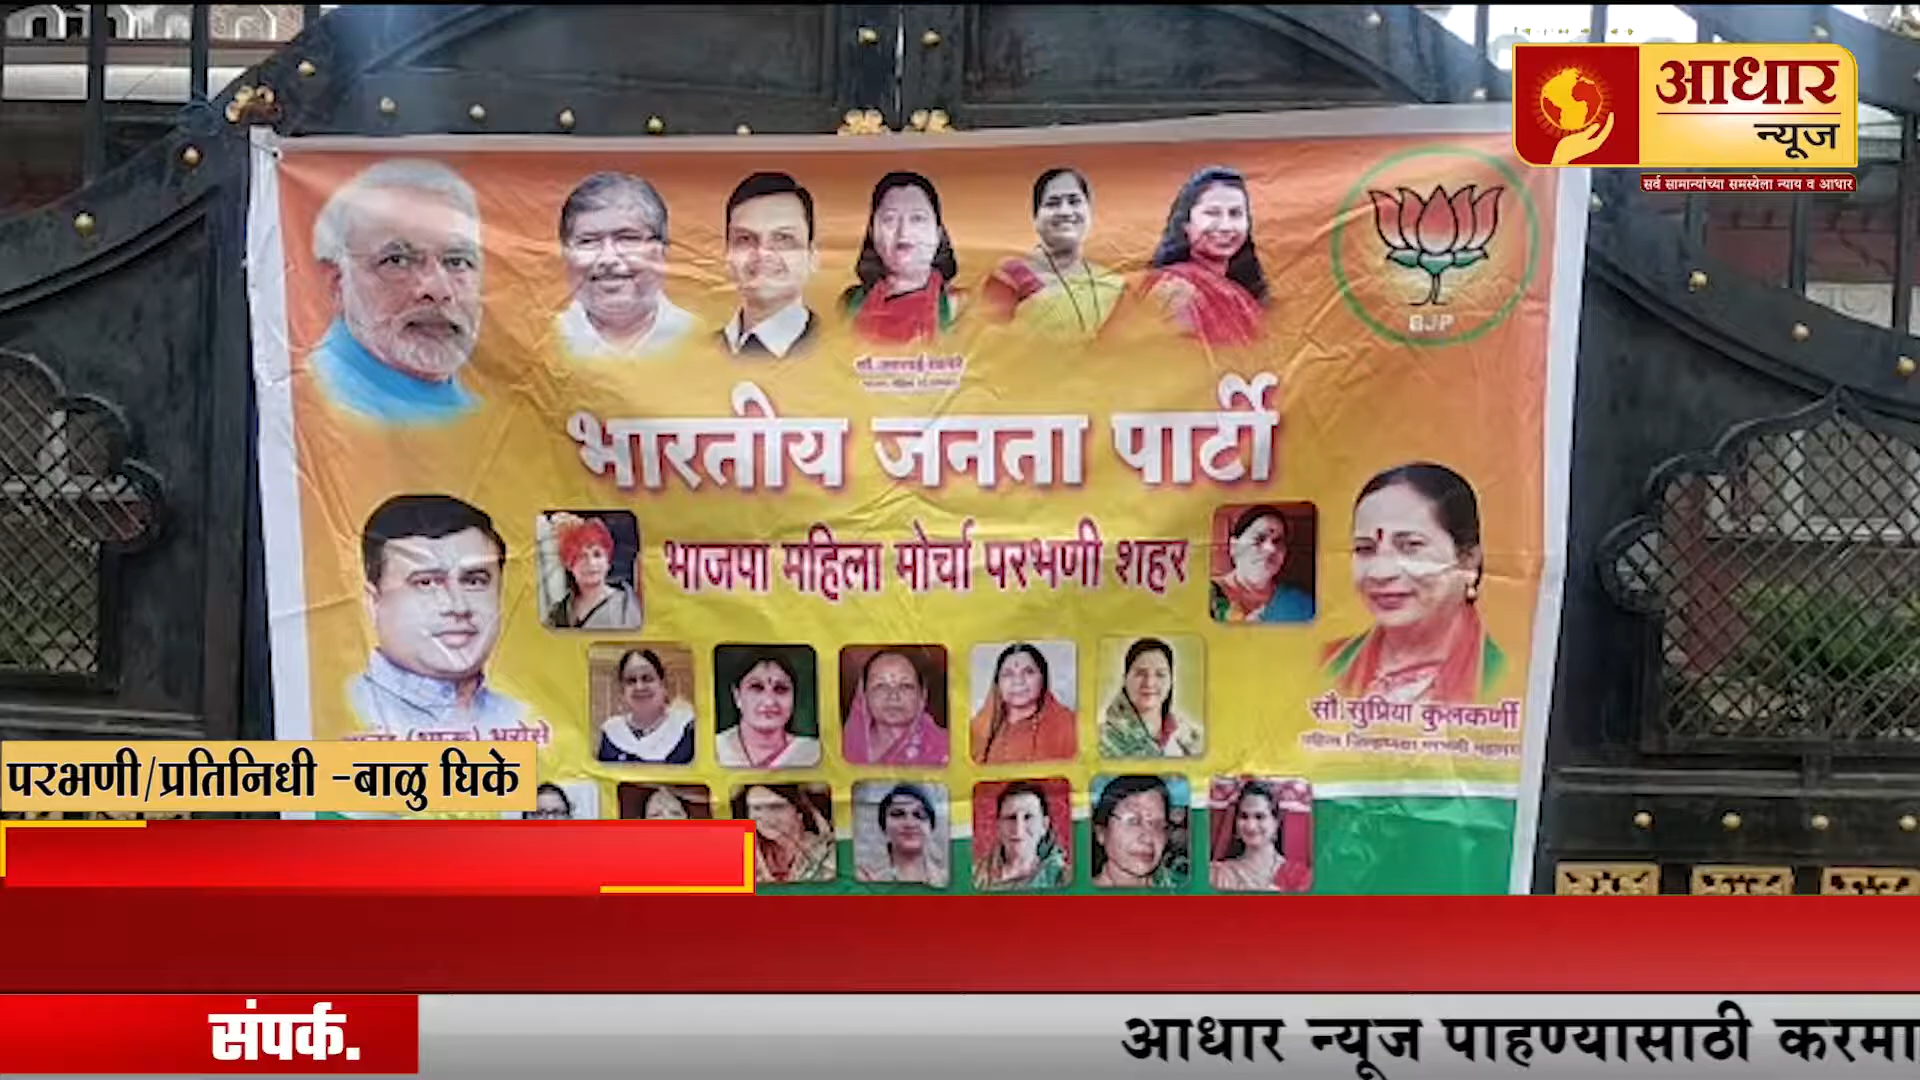 आधार
न्यूज
सर्व सामान्यांच्या समस्येला न्याय व आधार
BJP
भारतीय जनता पार्टी
भाजपा महिला मोर्चा परभणी शहर
सौ.सुप्रिया कुलकर्णी
परभणी/प्रतिनिधी -बाळु घिके
संपर्क.
आधार न्यूज पाहण्यासाठी करमा